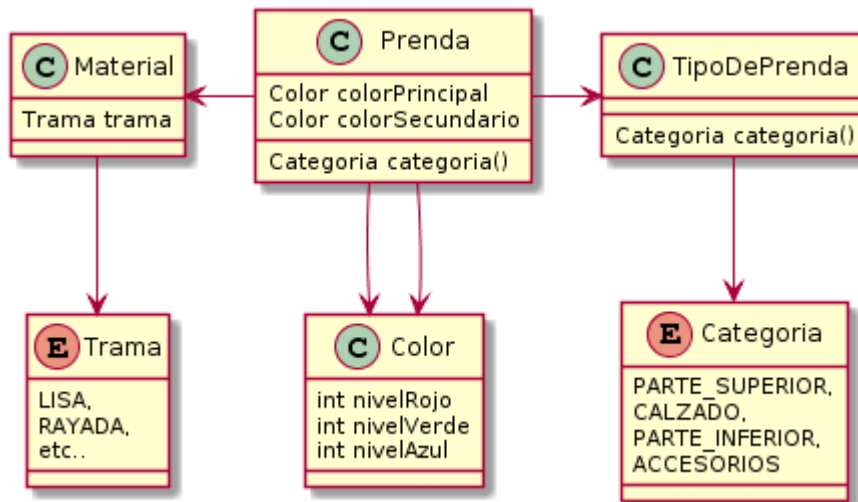 C Material
Trama trama
C Prenda
Color colorPrincipal
Color colorSecundario
Categoria categoria()
C TipoDePrenda
Categoria categoria()
E Trama
LISA,
RAYADA,
etc..
C Color
int nivelRojo
int nivelVerde
int nivelAzul
E Categoria
PARTE_SUPERIOR,
CALZADO,
PARTE_INFERIOR,
ACCESORIOS